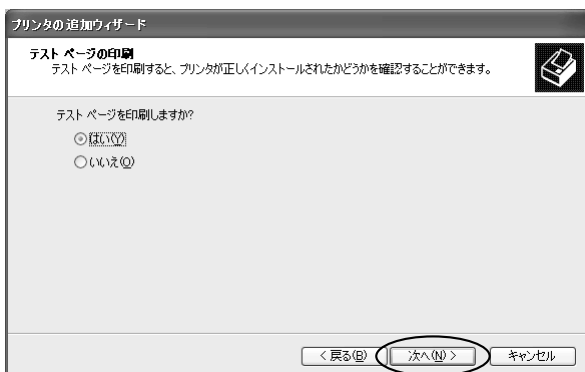 プリンタの追加ウィザード
テスト ページの印刷
テスト ページを印刷すると、プリンタが正しくインストールされたかどうかを確認することができます。
テスト ページを印刷しますか?
はい(Y)
いいえ(O)
< 戻る(B)
次へ(N) >
キャンセル